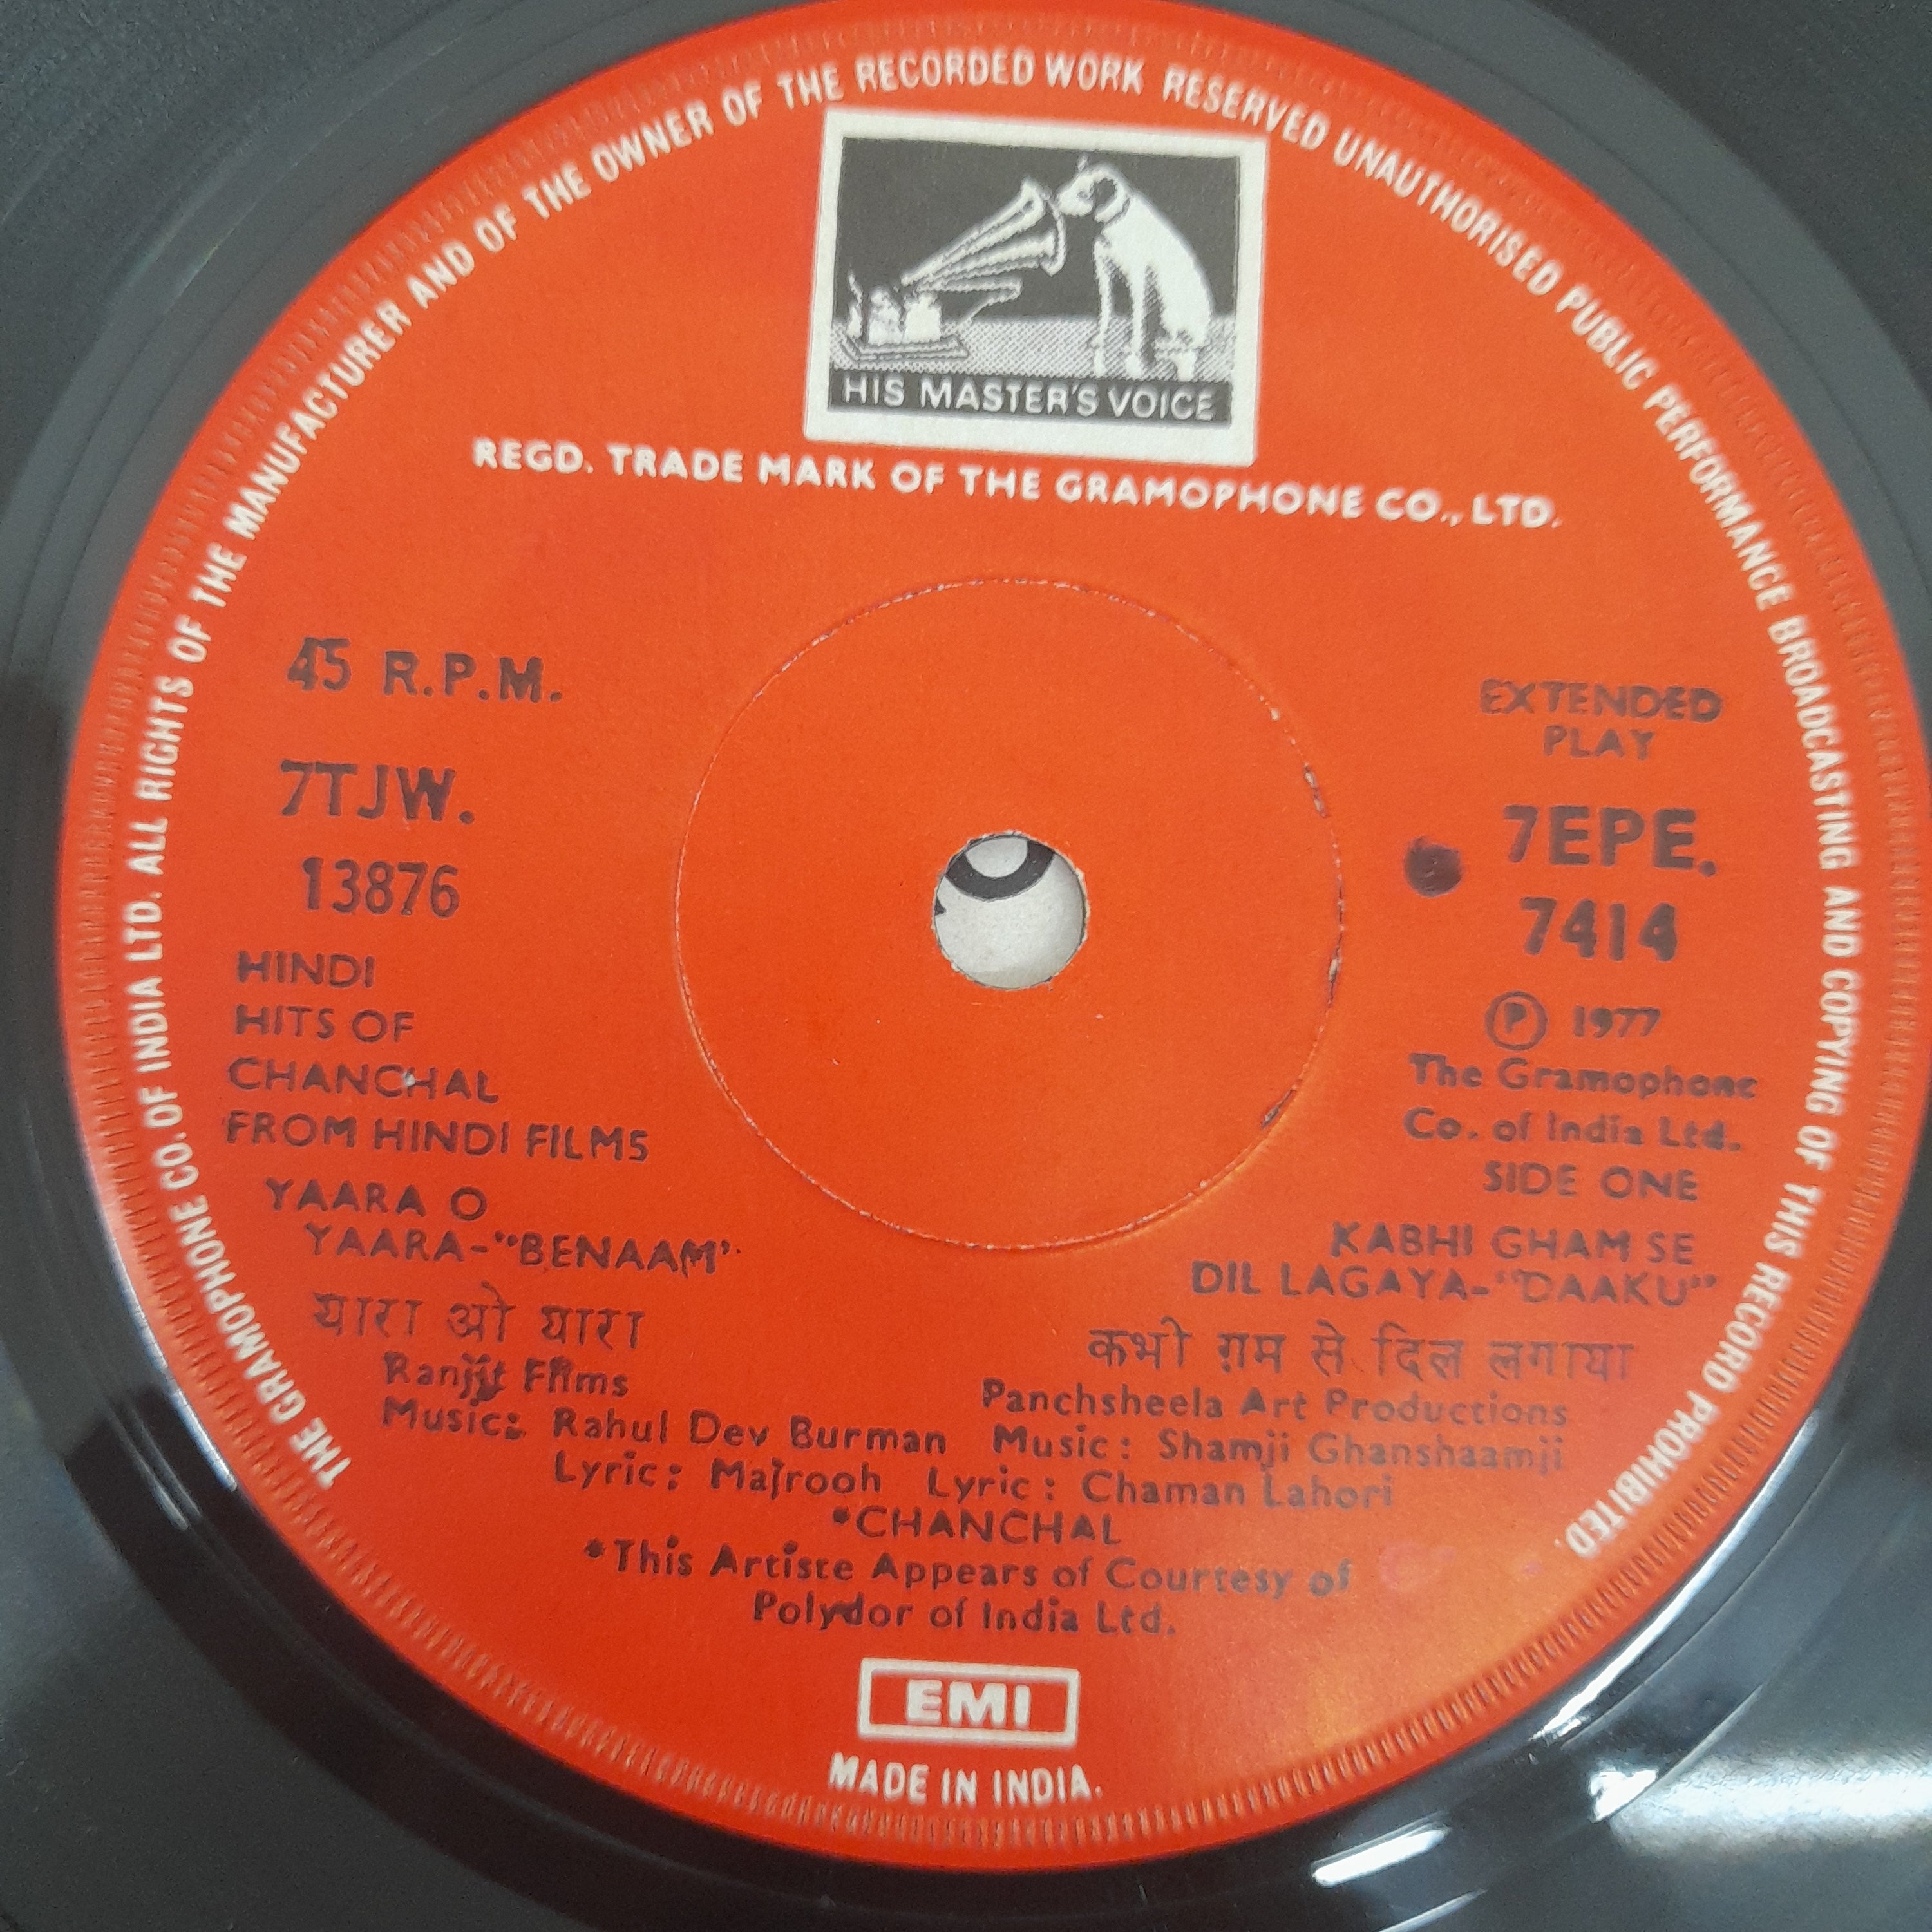 THE GRAMOPHONE CO. OF INDIA LTD. ALL RIGHTS OF THE MANUFACTURER AND OF THE OWNER OF THE RECORDED WORK RESERVED UNAUTHORISED PUBLIC PERFORMANCE BROADCASTING AND COPYING OF THIS RECORD PROHIBITED.
HIS MASTER'S VOICE
REGD. TRADE MARK OF THE GRAMOPHONE CO., LTD.
45 R.P.M.
7TJW.
13876
HINDI
HITS OF
CHANCHAL
FROM HINDI FILMS
YAARA O
YAARA-"BENAAM"
यारा ओ यारा
Ranjit Films
Music: Rahul Dev Burman
Lyric: Majrooh
EXTENDED
PLAY
7EPE.
7414
Ⓟ 1977
The Gramophone
Co. of India Ltd.
SIDE ONE
KABHI GHAM SE
DIL LAGAYA-"DAAKU"
कभी ग़म से दिल लगाया
Panchsheela Art Productions
Music: Shamji Ghanshaamji
Lyric: Chaman Lahori
*CHANCHAL
*This Artiste Appears of Courtesy of
Polydor of India Ltd.
EMI
MADE IN INDIA.